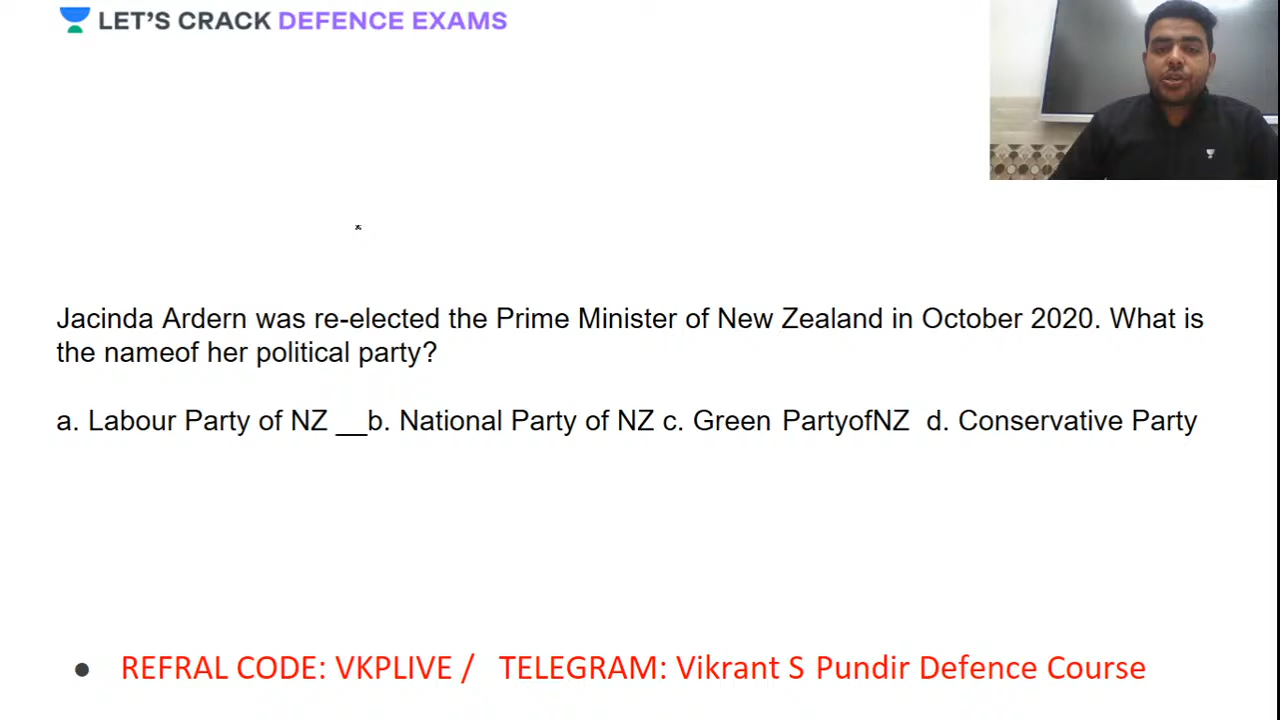 LET'S CRACK DEFENCE EXAMS
Jacinda Ardern was re-elected the Prime Minister of New Zealand in October 2020. What is
the nameof her political party?
a. Labour Party of NZ __b. National Party of NZ c. Green PartyofNZ d. Conservative Party
● REFRAL CODE: VKPLIVE / TELEGRAM: Vikrant S Pundir Defence Course